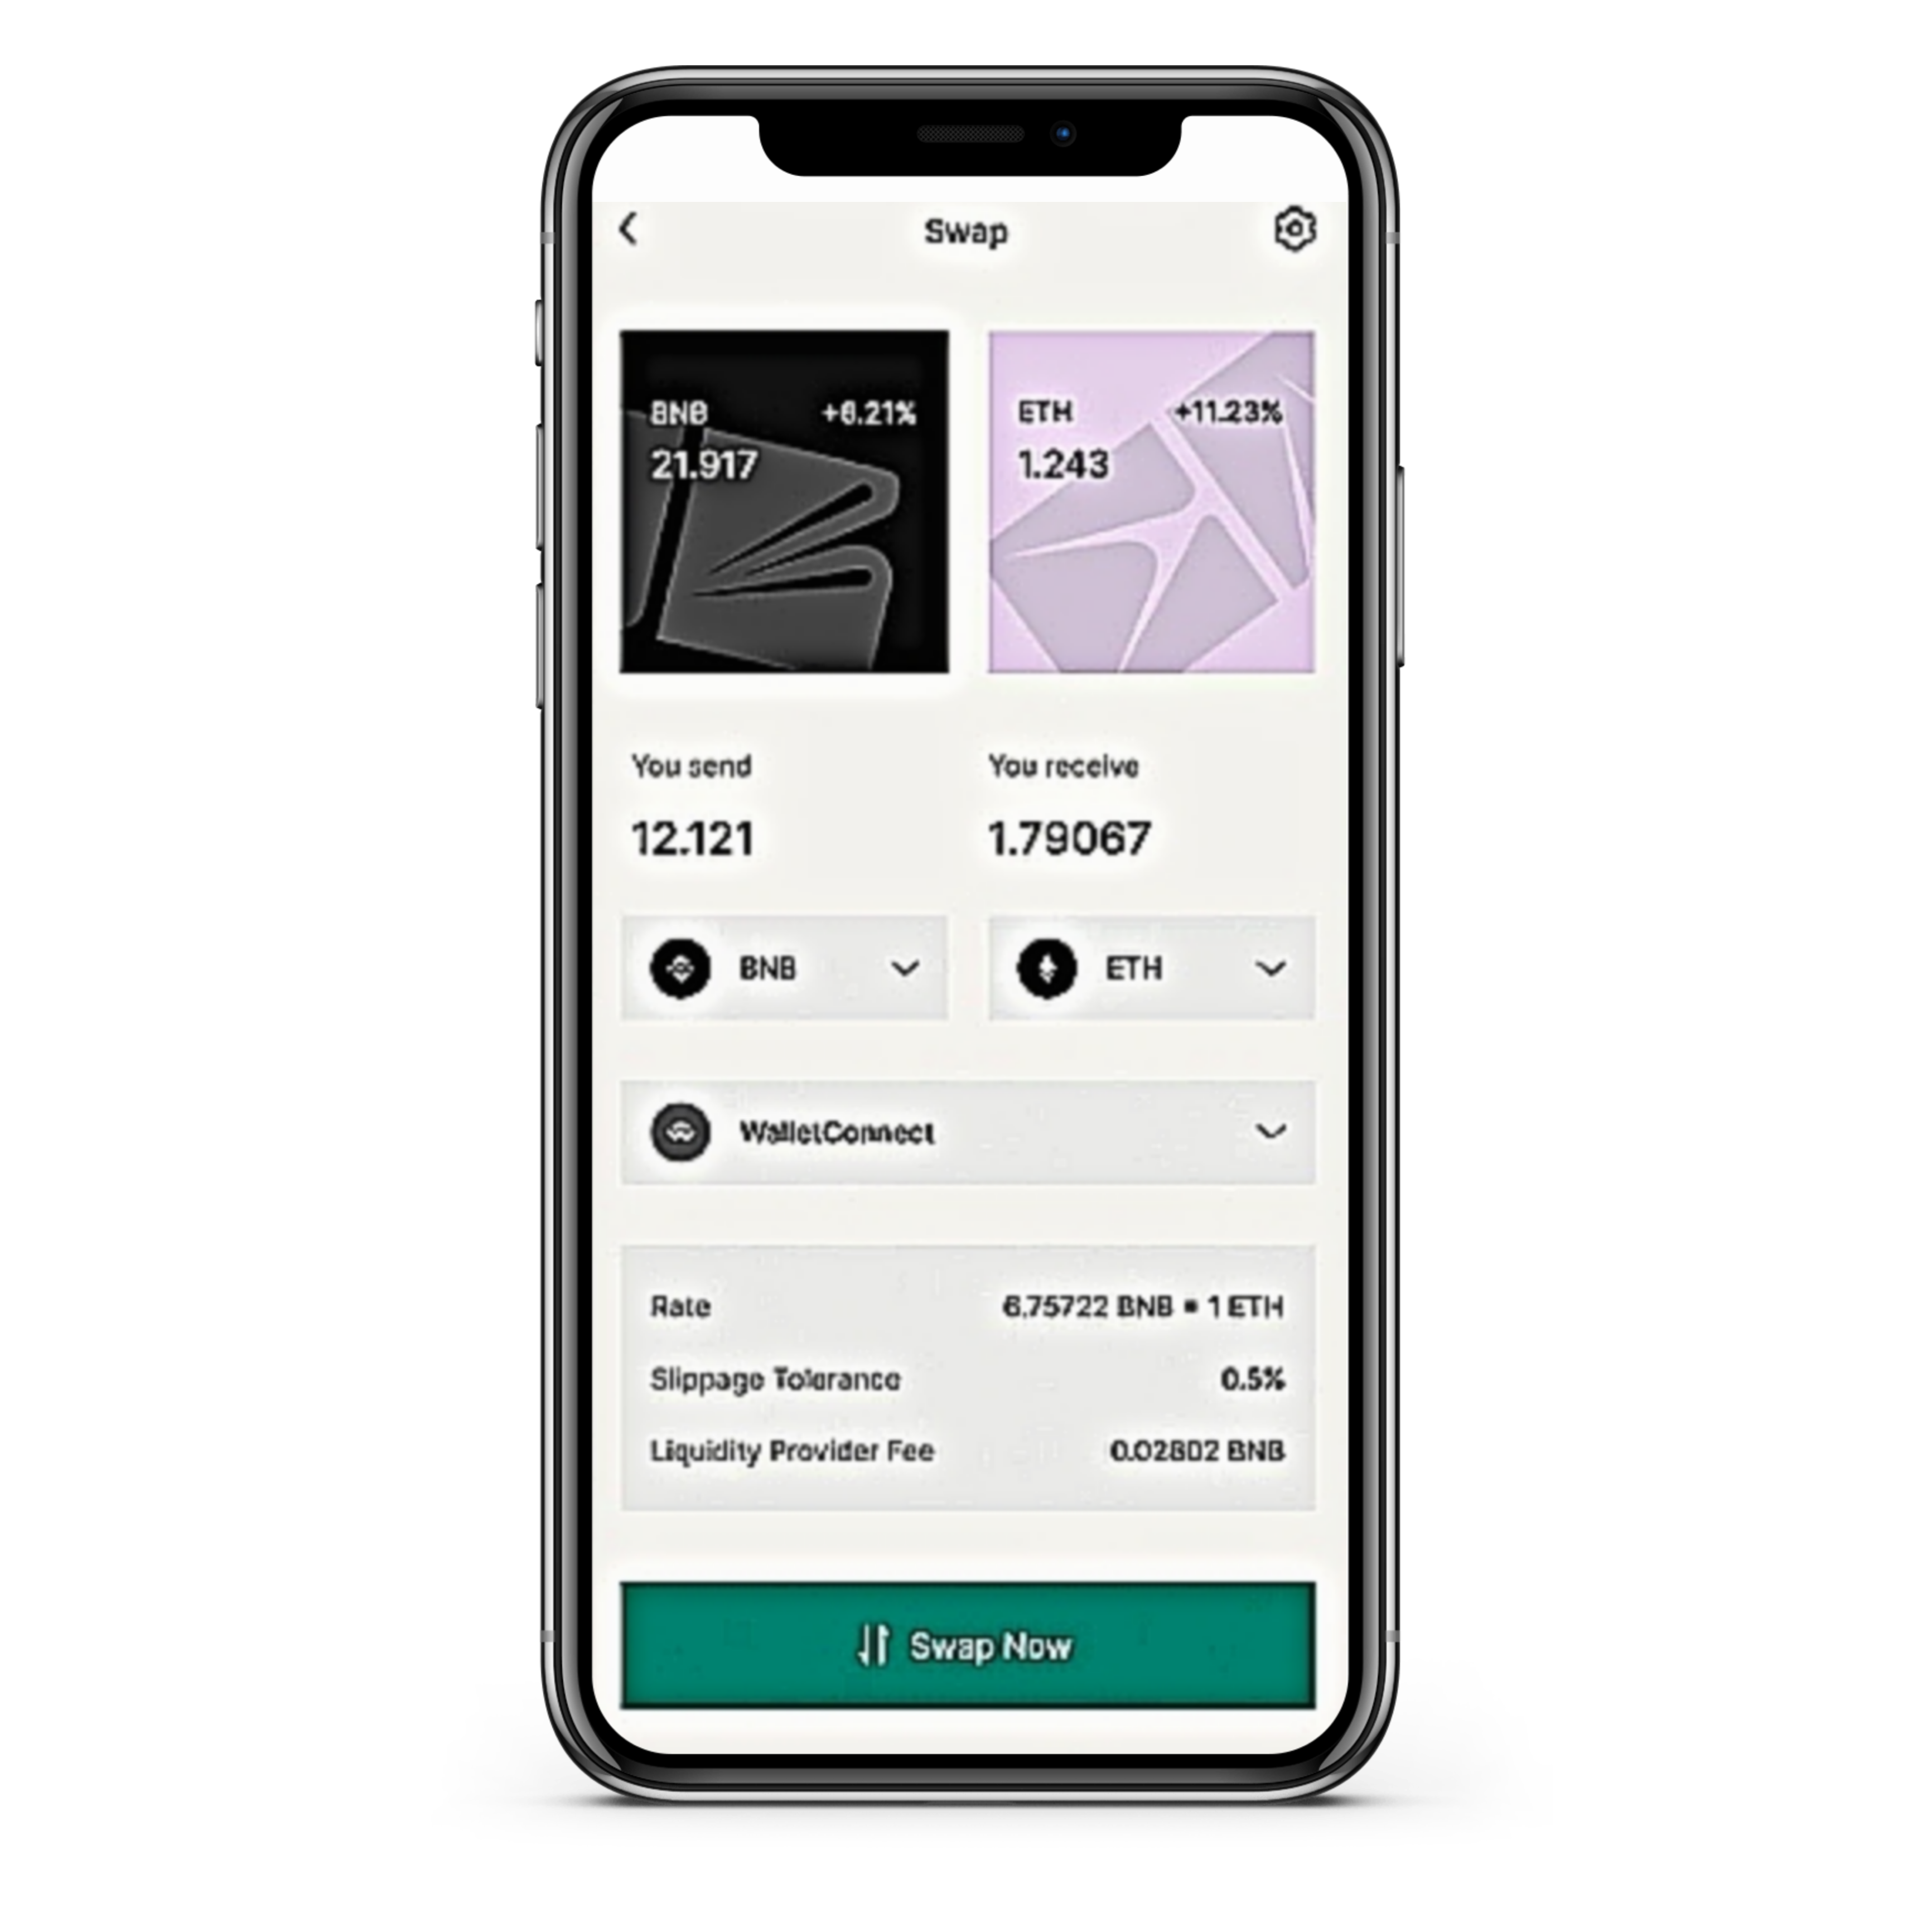 Swap
BNB +6.21%
21.917
ETH +11.23%
1.243
You send
12.121
You receive
1.79067
BNB
ETH
WalletConnect
Rate 6.75722 BNB = 1 ETH
Slippage Tolerance 0.5%
Liquidity Provider Fee 0.02802 BNB
Swap Now